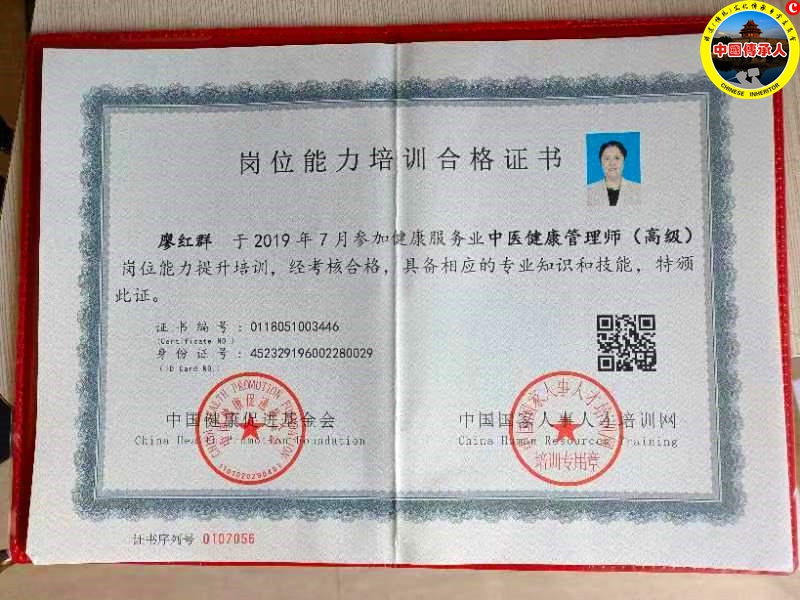 中國傳承人
CHINESE INHERITOR
C
岗位能力培训合格证书
廖红群 于2019年7月参加健康服务业中医健康管理师（高级）
岗位能力提升培训，经考核合格，具备相应的专业知识和技能，特颁
此证。
证书编号：0118051003446
(Certificate NO.)
身份证号：452329196002280029
(ID Card NO.)
中国健康促进基金会
China Health Promotion Foundation
中国国家人事人才培训网
China Human Resources Training
培训专用章
证书序列号 0107056